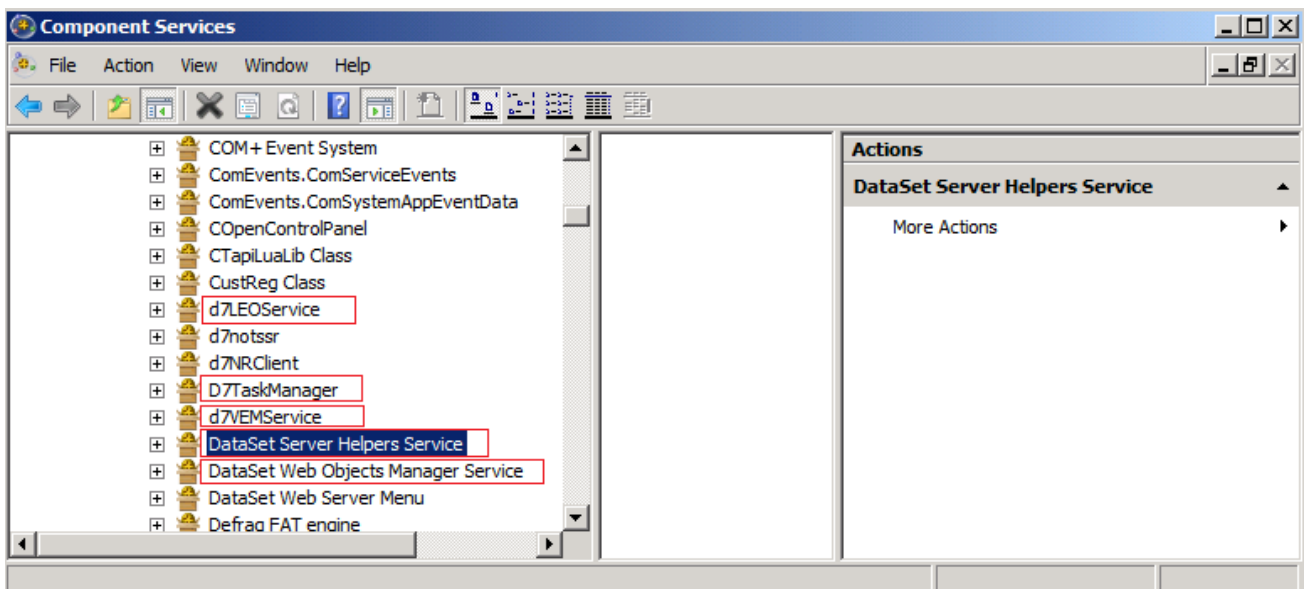 Component Services
File Action View Window Help
COM+ Event System
ComEvents.ComServiceEvents
ComEvents.ComSystemAppEventData
COpenControlPanel
CTapiLuaLib Class
CustReg Class
d7LEOService
d7notssr
d7NRClient
D7TaskManager
d7VEMService
DataSet Server Helpers Service
DataSet Web Objects Manager Service
DataSet Web Server Menu
Defrag FAT engine
Actions
DataSet Server Helpers Service
More Actions